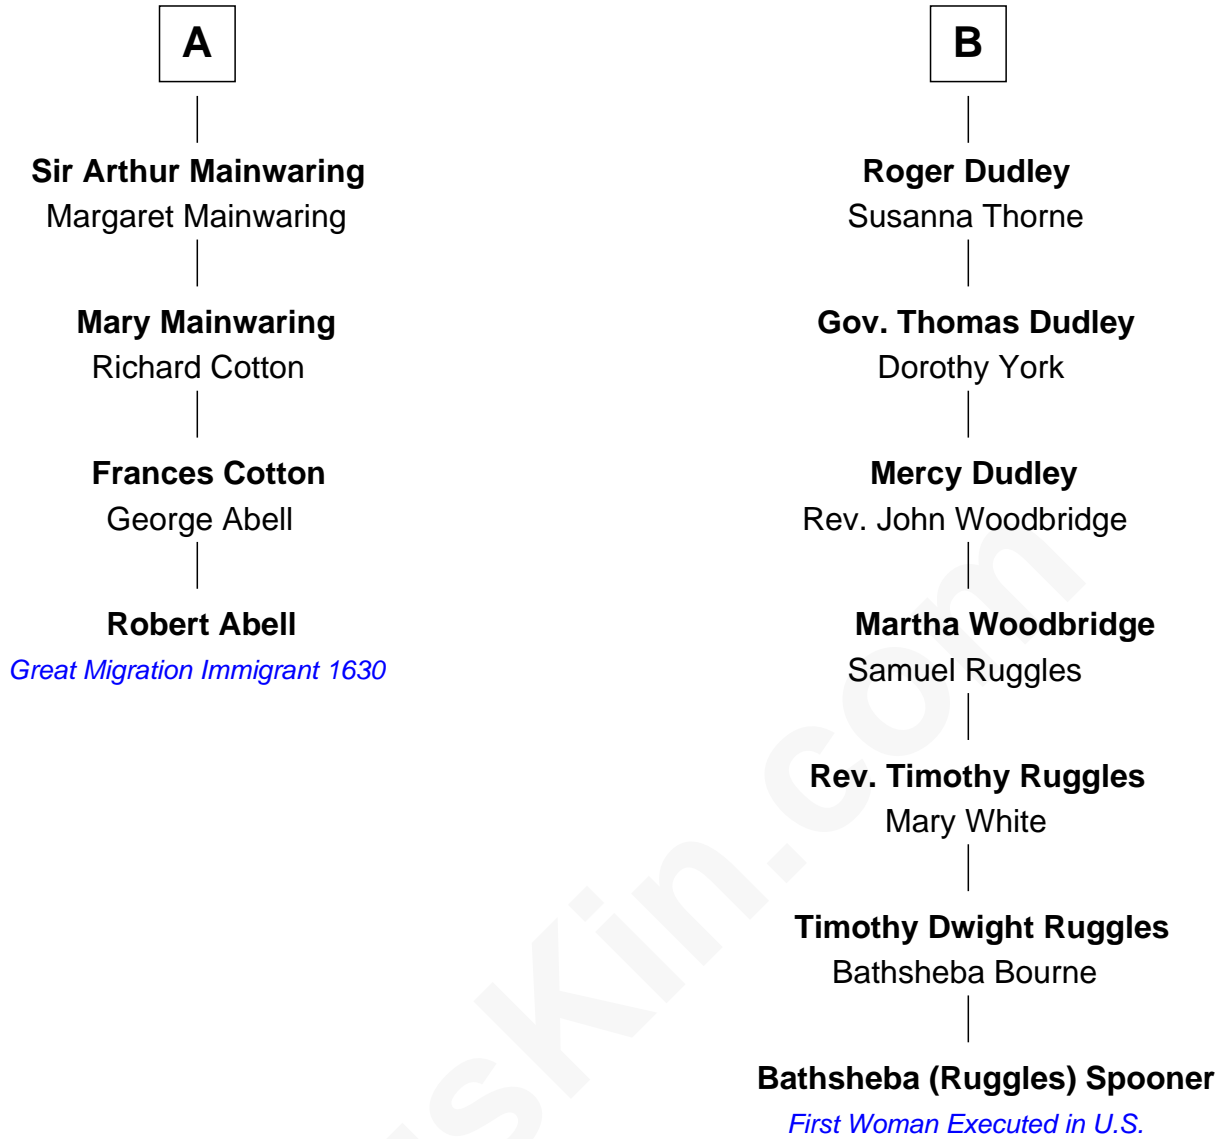 A
Sir Arthur Mainwaring
Margaret Mainwaring
Mary Mainwaring
Richard Cotton
Frances Cotton
George Abell
Robert Abell
Great Migration Immigrant 1630
B
Roger Dudley
Susanna Thorne
Gov. Thomas Dudley
Dorothy York
Mercy Dudley
Rev. John Woodbridge
Martha Woodbridge
Samuel Ruggles
Rev. Timothy Ruggles
Mary White
Timothy Dwight Ruggles
Bathsheba Bourne
Bathsheba (Ruggles) Spooner
First Woman Executed in U.S.
sKin.com